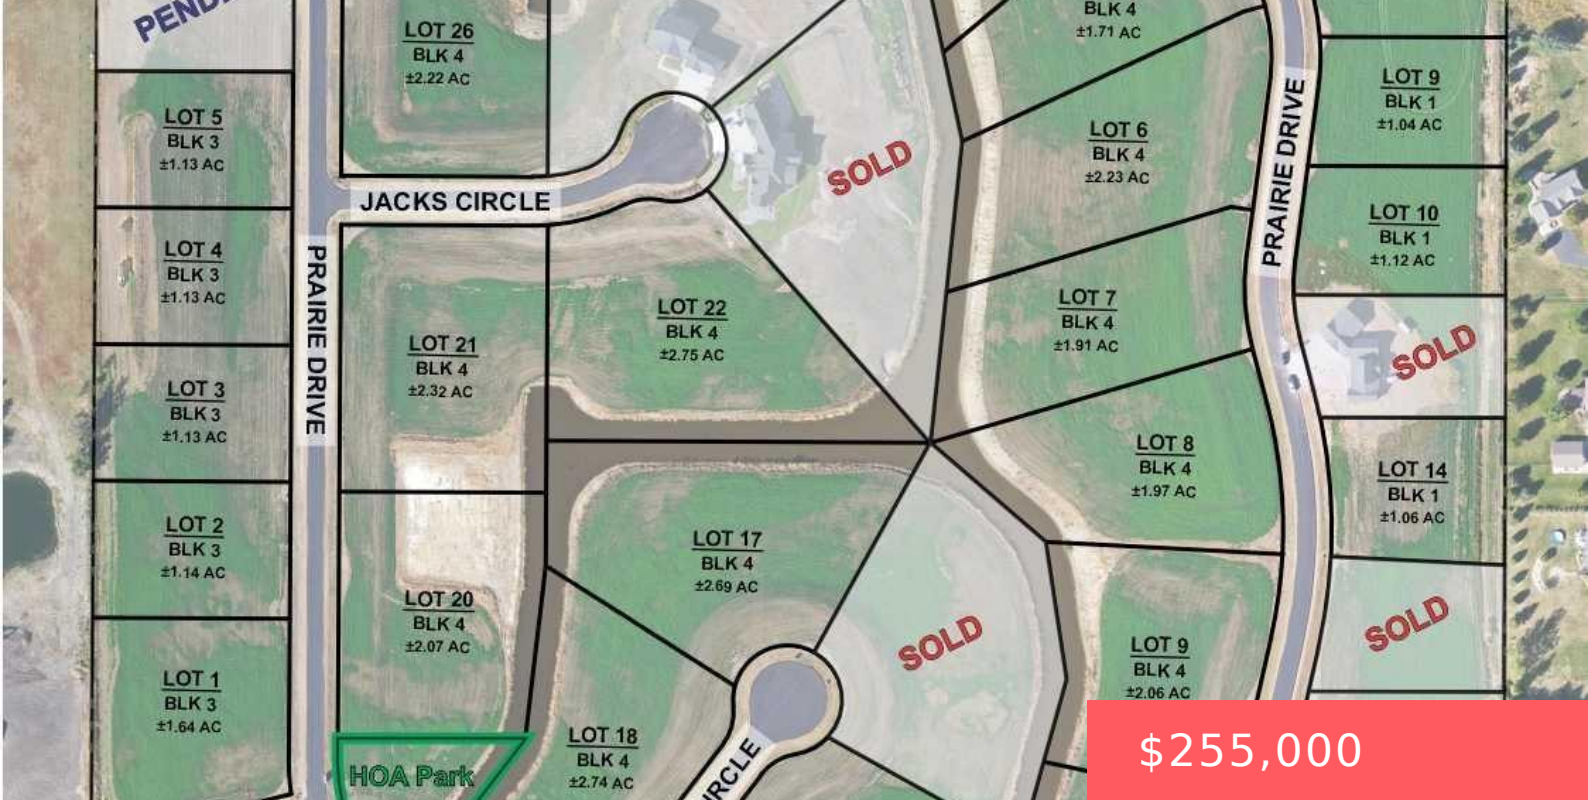 LOT 26
BLK 4
±2.22 AC
BLK 4
±1.71 AC
LOT 9
BLK 1
±1.04 AC
LOT 5
BLK 3
±1.13 AC
LOT 6
BLK 4
±2.23 AC
SOLD
PRAIRIE DRIVE
JACKS CIRCLE
LOT 10
BLK 1
±1.12 AC
LOT 4
BLK 3
±1.13 AC
PRAIRIE DRIVE
LOT 22
BLK 4
±2.75 AC
LOT 7
BLK 4
±1.91 AC
SOLD
LOT 21
BLK 4
±2.32 AC
LOT 3
BLK 3
±1.13 AC
LOT 8
BLK 4
±1.97 AC
LOT 14
BLK 1
±1.06 AC
LOT 2
BLK 3
±1.14 AC
LOT 17
BLK 4
±2.69 AC
LOT 20
BLK 4
±2.07 AC
SOLD
SOLD
LOT 9
BLK 4
±2.06 AC
LOT 1
BLK 3
±1.64 AC
LOT 18
BLK 4
±2.74 AC
HOA Park
$255,000